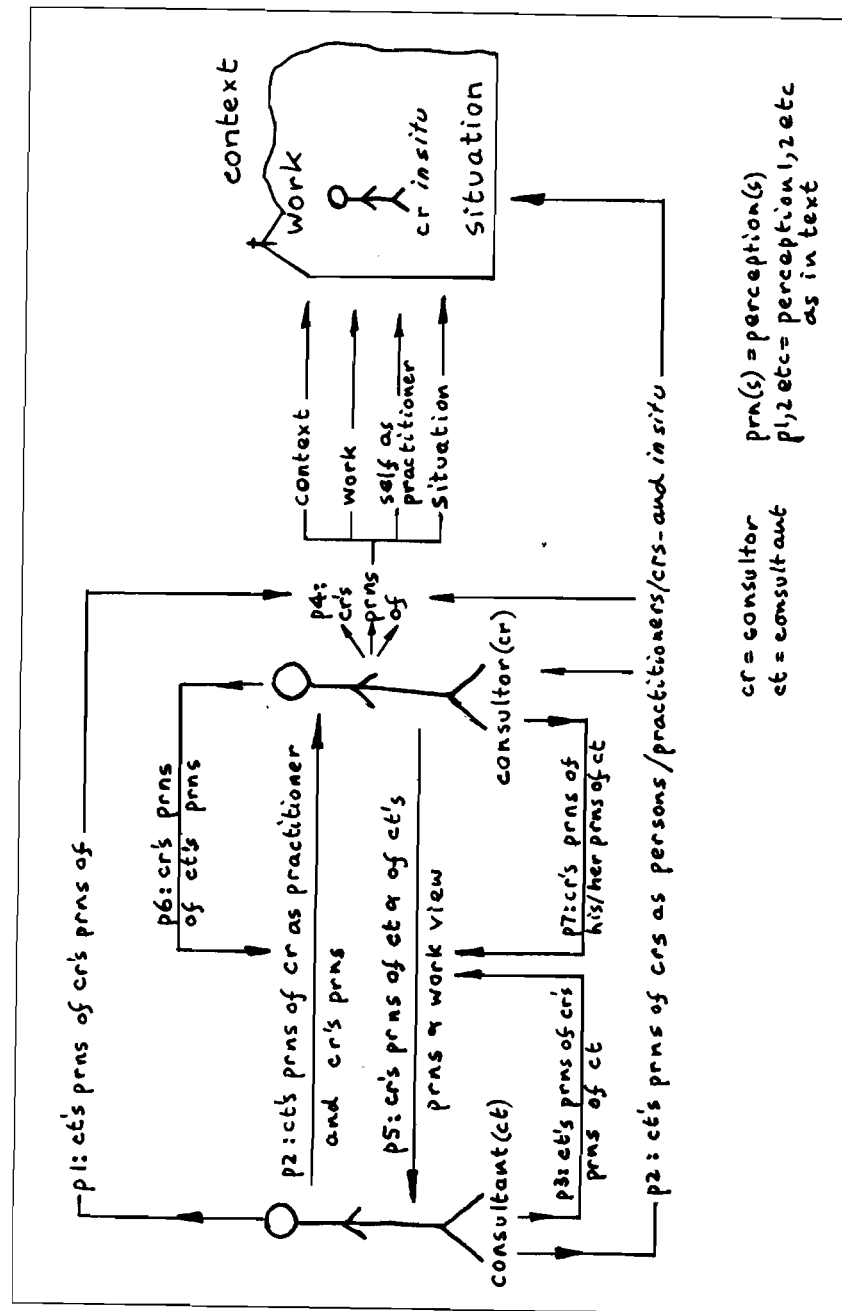 context
work
cr in situ
situation
context
work
self as
practitioner
situation
p4:
cr's
prns
of
p1: ct's prns of cr's prns of
p6: cr's prns
of ct's prns
p2: ct's prns of cr as practitioner
and cr's prns
p5: cr's prns of ct & of ct's
prns & work view
consultor (cr)
consultant (ct)
p7: cr's prns of
his/her prns of ct
p3: ct's prns of cr's
prns of ct
p2: ct's prns of crs as persons/practitioners/crs-and in situ
cr = consultor
ct = consultant
prn(s) = perception(s)
p1,2 etc = perception 1,2 etc
as in text